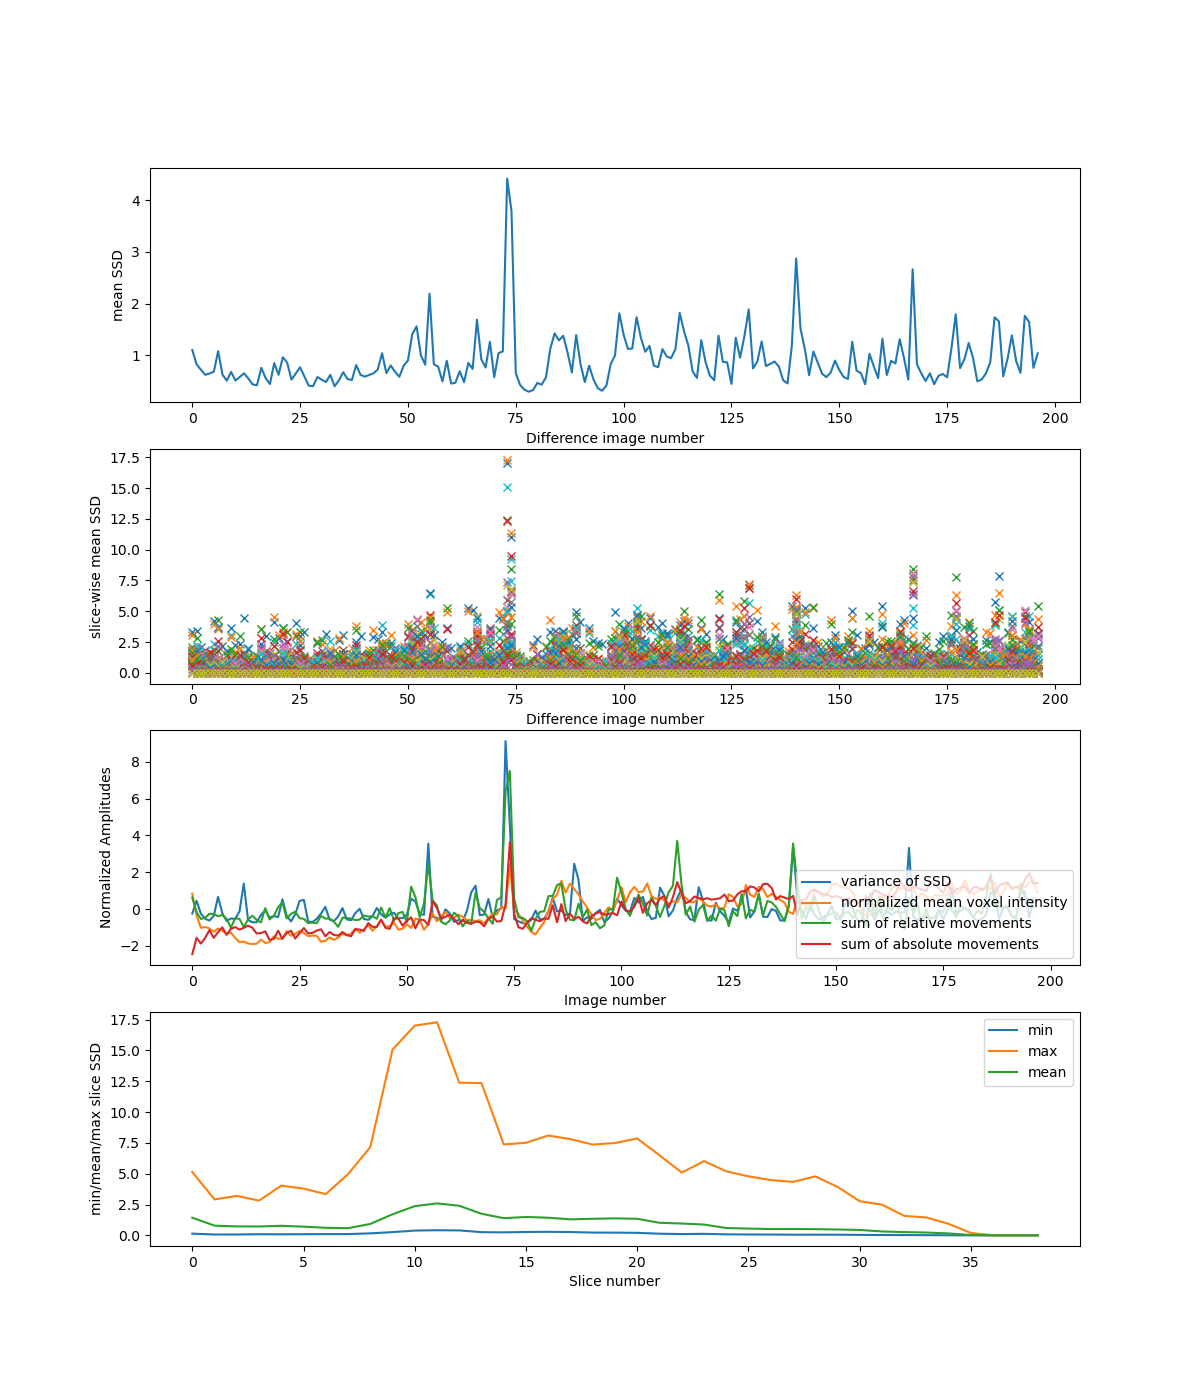 4
3
2
1
mean SSD
0 25 50 75 100 125 150 175 200
Difference image number
17.5
15.0
12.5
10.0
7.5
5.0
2.5
0.0
slice-wise mean SSD
0 25 50 75 100 125 150 175 200
Difference image number
8
6
4
2
0
−2
Normalized Amplitudes
variance of SSD
normalized mean voxel intensity
sum of relative movements
sum of absolute movements
0 25 50 75 100 125 150 175 200
Image number
17.5
15.0
12.5
10.0
7.5
5.0
2.5
0.0
min/mean/max slice SSD
min
max
mean
0 5 10 15 20 25 30 35
Slice number